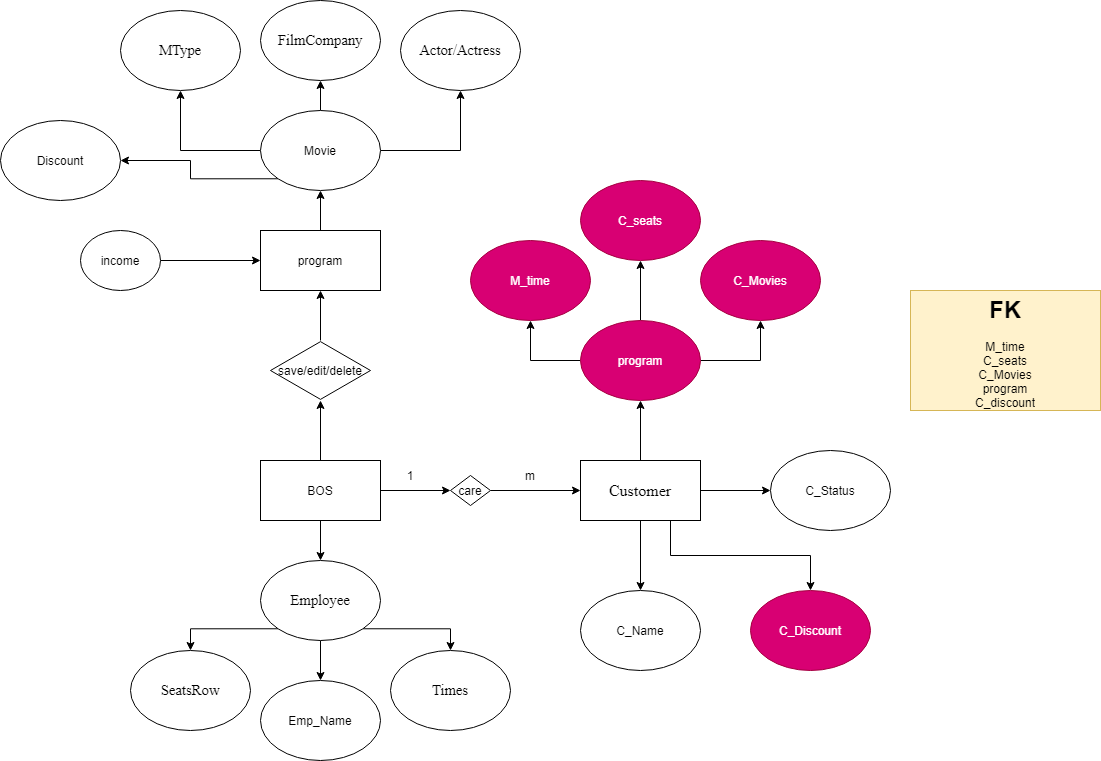 MType
FilmCompany
Actor/Actress
Discount
Movie
income
program
save/edit/delete
BOS
1
care
m
Employee
SeatsRow
Emp_Name
Times
C_seats
M_time
C_Movies
program
Customer
C_Status
C_Name
C_Discount
FK
M_time
C_seats
C_Movies
program
C_discount